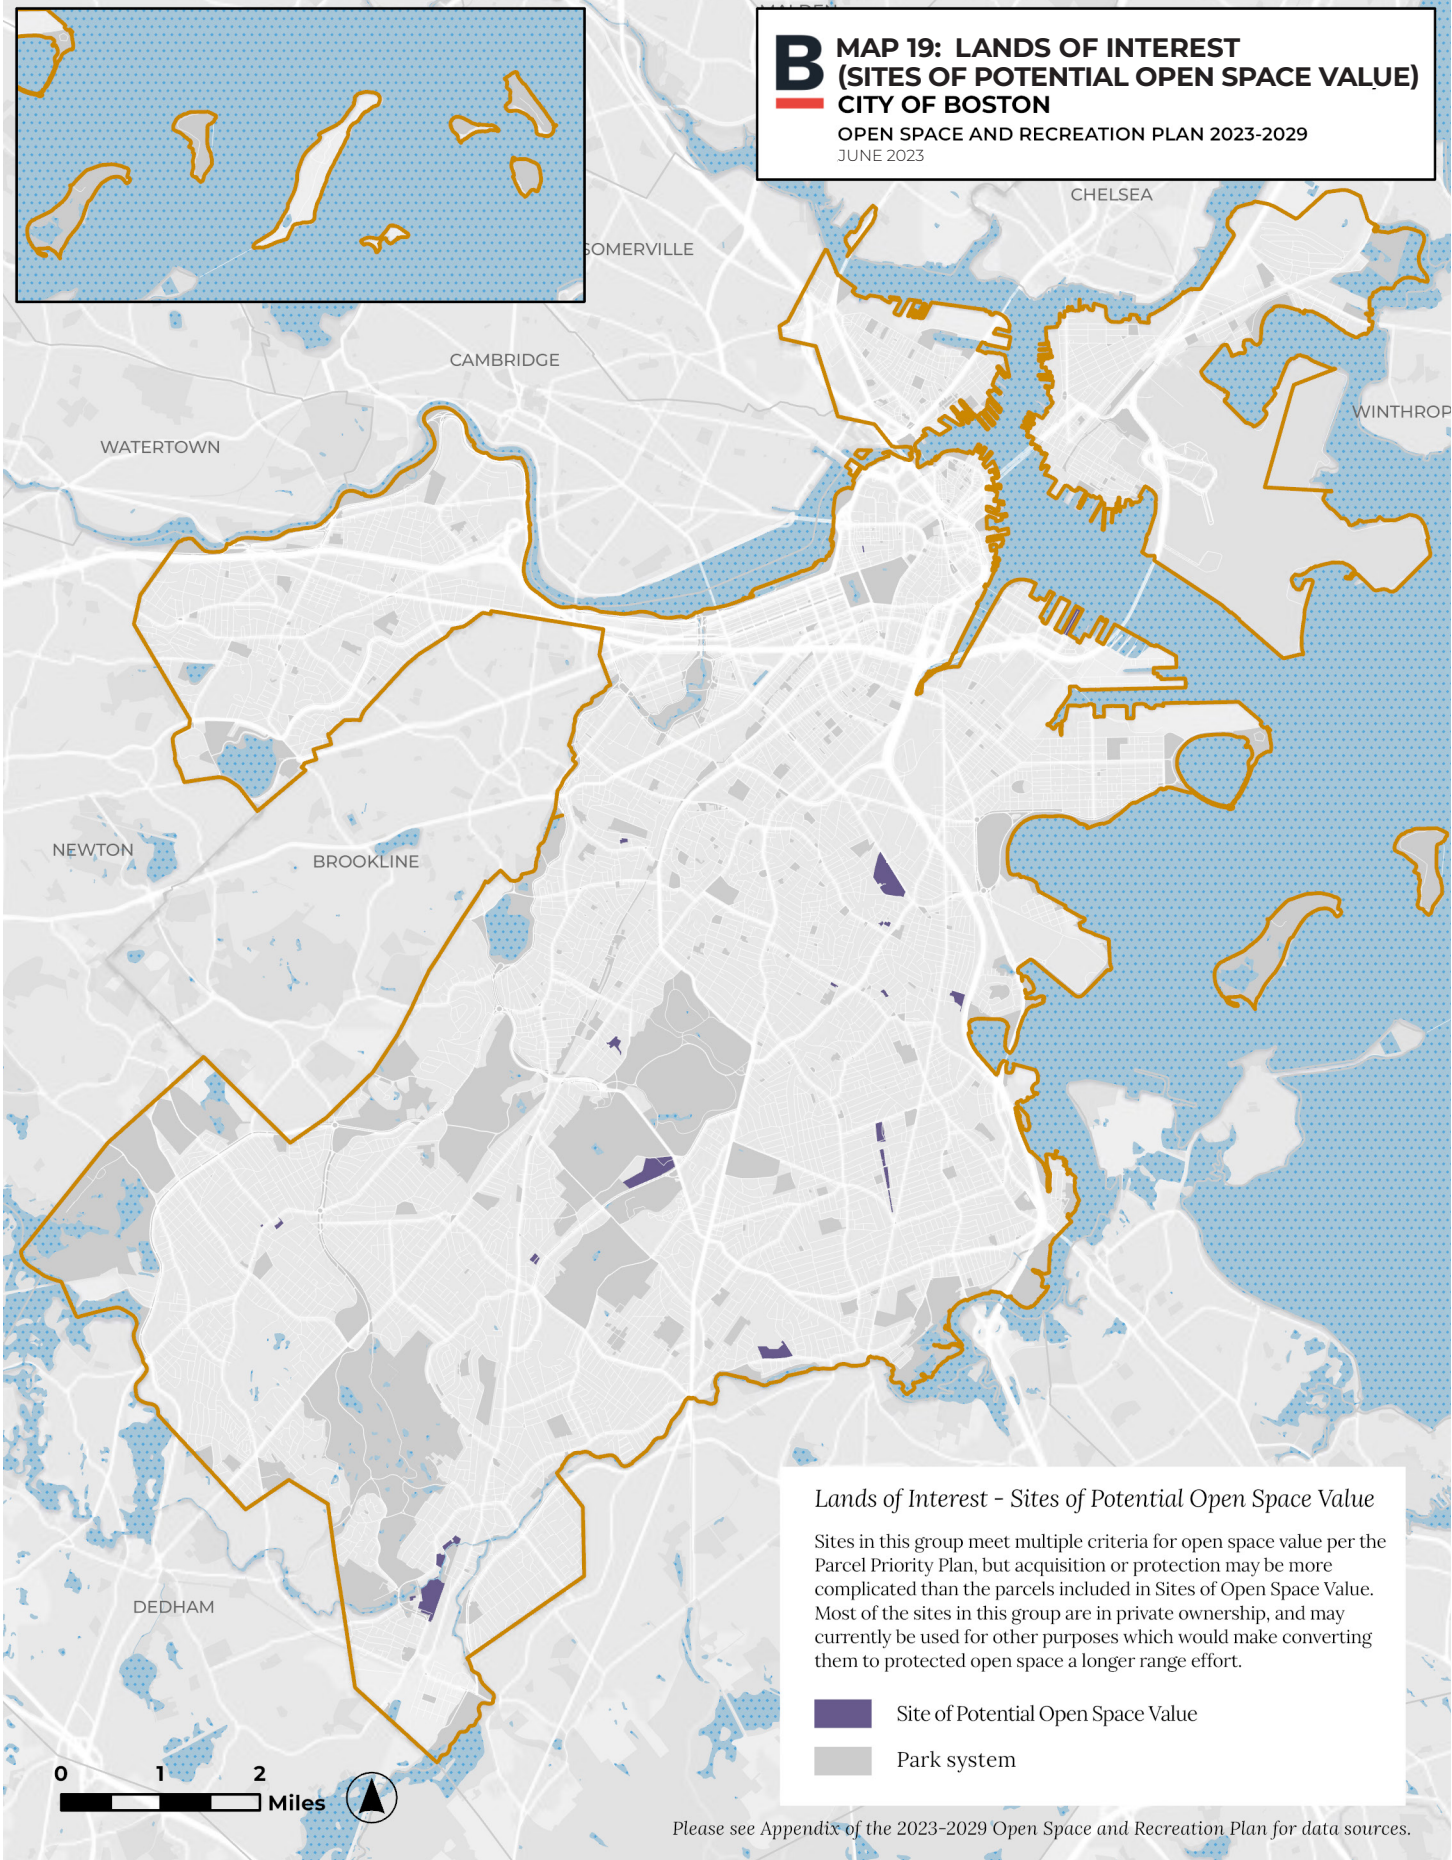 B
MAP 19: LANDS OF INTEREST
(SITES OF POTENTIAL OPEN SPACE VALUE)
CITY OF BOSTON
OPEN SPACE AND RECREATION PLAN 2023-2029
JUNE 2023
CHELSEA
SOMERVILLE
CAMBRIDGE
WINTHROP
WATERTOWN
NEWTON
BROOKLINE
DEDHAM
Lands of Interest - Sites of Potential Open Space Value
Sites in this group meet multiple criteria for open space value per the
Parcel Priority Plan, but acquisition or protection may be more
complicated than the parcels included in Sites of Open Space Value.
Most of the sites in this group are in private ownership, and may
currently be used for other purposes which would make converting
them to protected open space a longer range effort.
Site of Potential Open Space Value
Park system
0 1 2
Miles
Please see Appendix of the 2023-2029 Open Space and Recreation Plan for data sources.